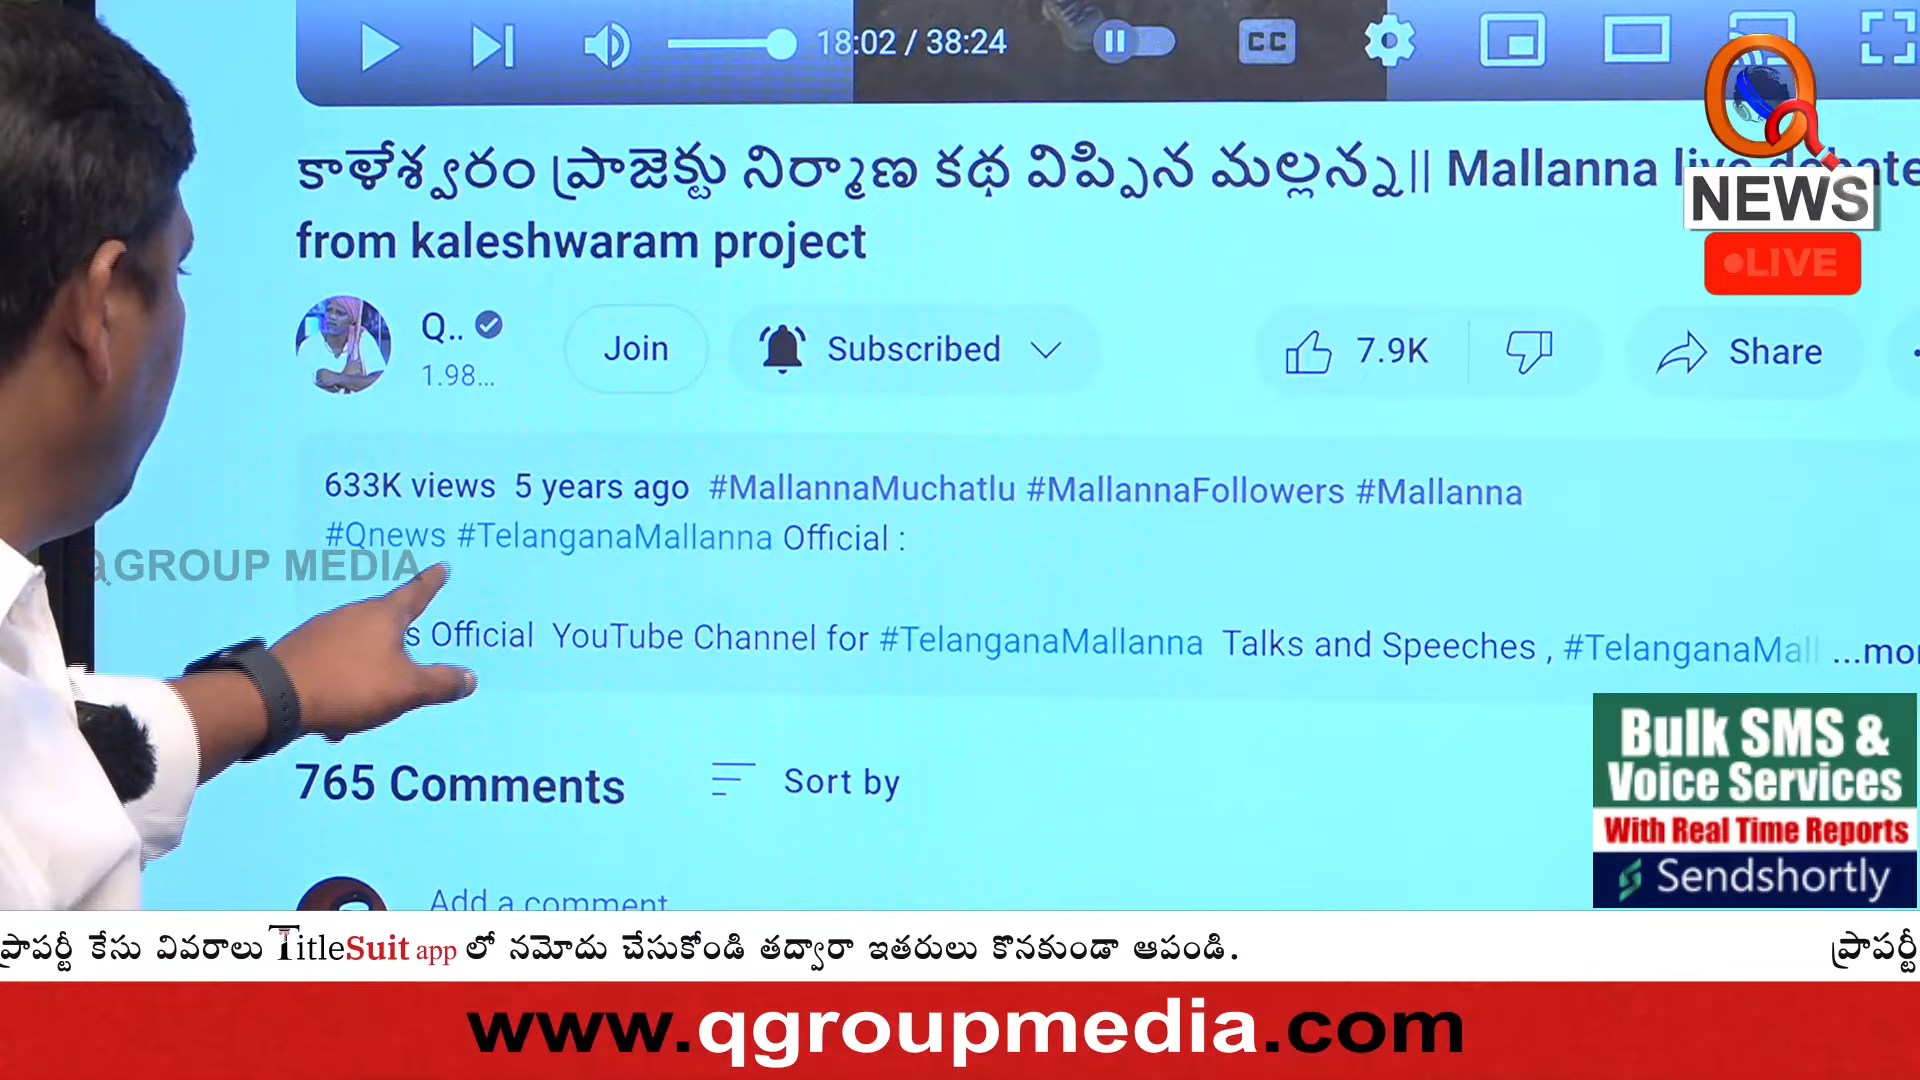 18:02 / 38:24
CC
కాళేశ్వరం ప్రాజెక్టు నిర్మాణ కథ విప్పిన మల్లన్న|| Mallanna live debate
from kaleshwaram project
Q..
1.98...
Join
Subscribed
7.9K
Share
633K views 5 years ago #MallannaMuchatlu #MallannaFollowers #Mallanna
#Qnews #TelanganaMallanna Official :
s Official YouTube Channel for #TelanganaMallanna Talks and Speeches , #TelanganaMall ...mor
765 Comments
Sort by
Add a comment
QGROUP MEDIA
Q
NEWS
LIVE
Bulk SMS &
Voice Services
With Real Time Reports
Sendshortly
ప్రాపర్టీ కేసు వివరాలు TitleSuit app లో నమోదు చేసుకోండి తద్వారా ఇతరులు కొనకుండా ఆపండి. ప్రాపర్టీ
www.qgroupmedia.com